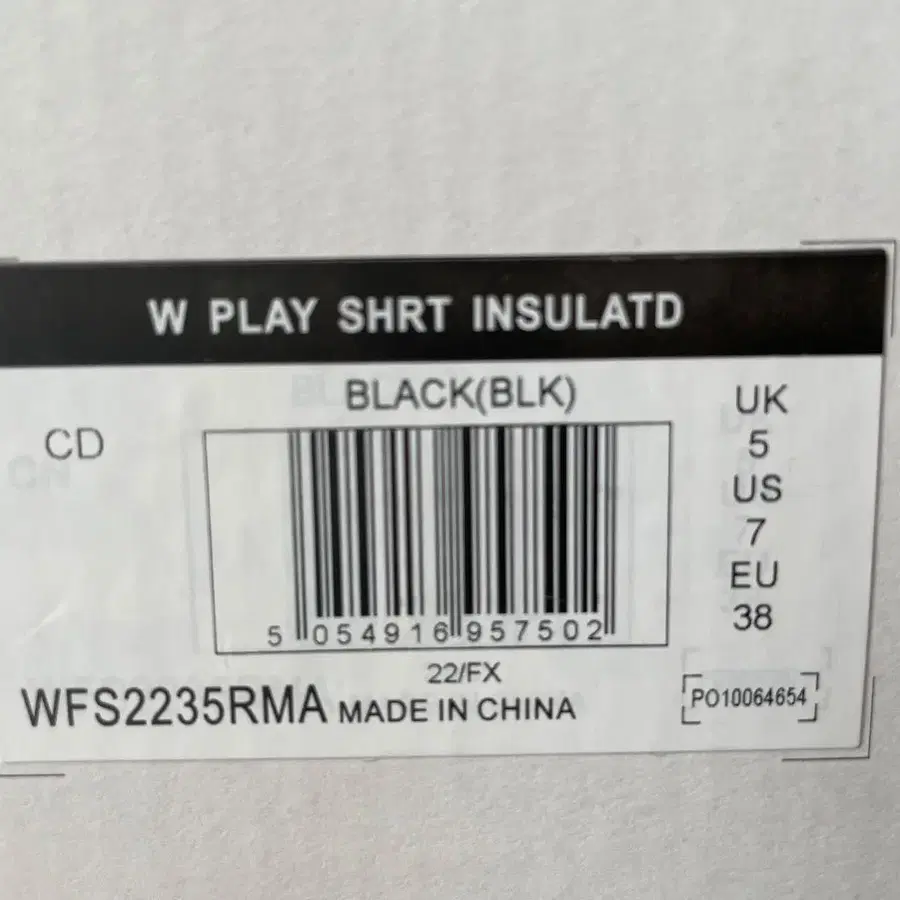 W PLAY SHRT INSULATD
BLACK(BLK)
CD
UK
5
US
7
EU
38
5 054916 957502
22/FX
WFS2235RMA MADE IN CHINA
PO10064654